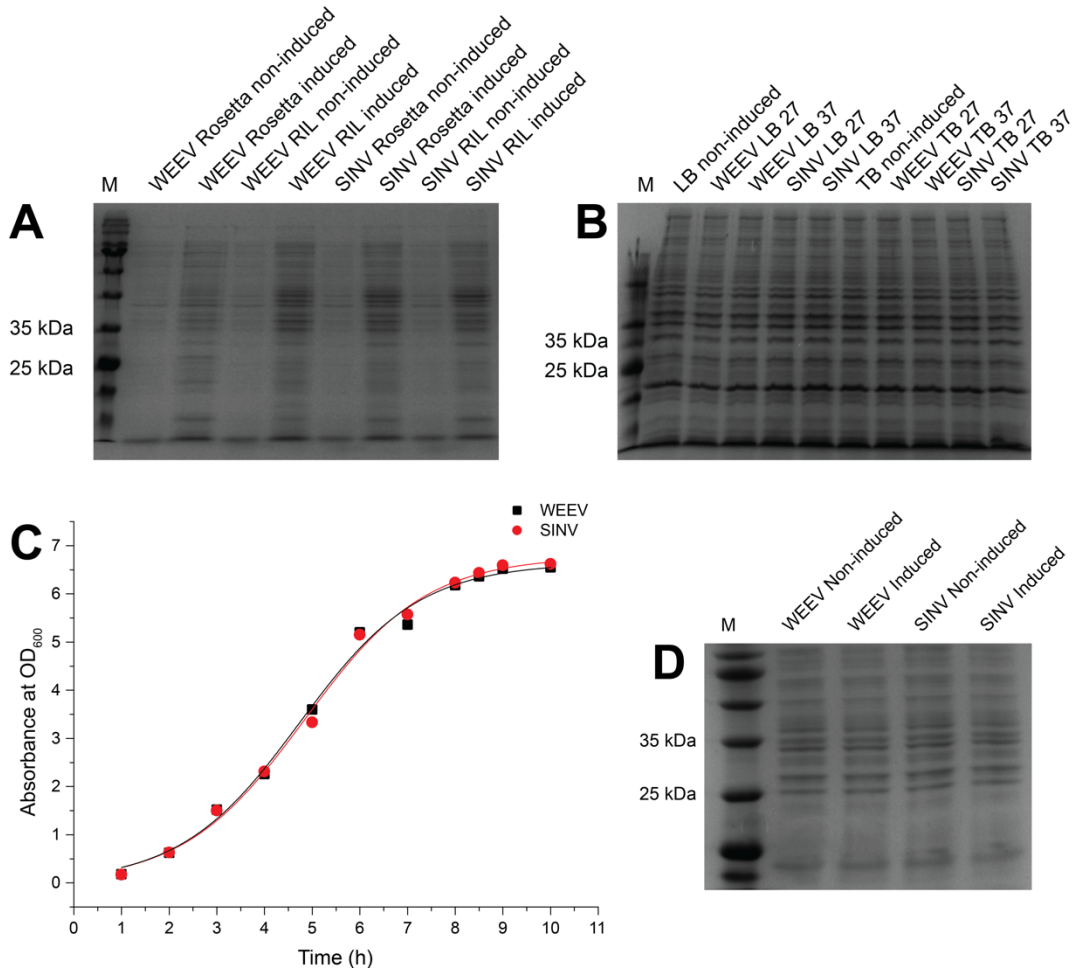 WEEV Rosetta non-induced
WEEV Rosetta induced
WEEV RIL non-induced
WEEV RIL induced
SINV Rosetta non-induced
SINV Rosetta induced
SINV RIL non-induced
SINV RIL induced
M
A
35 kDa
25 kDa
LB non-induced
WEEV LB 27
WEEV LB 37
SINV LB 27
SINV LB 37
TB non-induced
WEEV TB 27
WEEV TB 37
SINV TB 27
SINV TB 37
M
B
35 kDa
25 kDa
C
WEEV
SINV
7
6
5
4
3
2
1
0
Absorbance at OD600
0 1 2 3 4 5 6 7 8 9 10 11
Time (h)
WEEV Non-induced
WEEV Induced
SINV Non-induced
SINV Induced
M
D
35 kDa
25 kDa